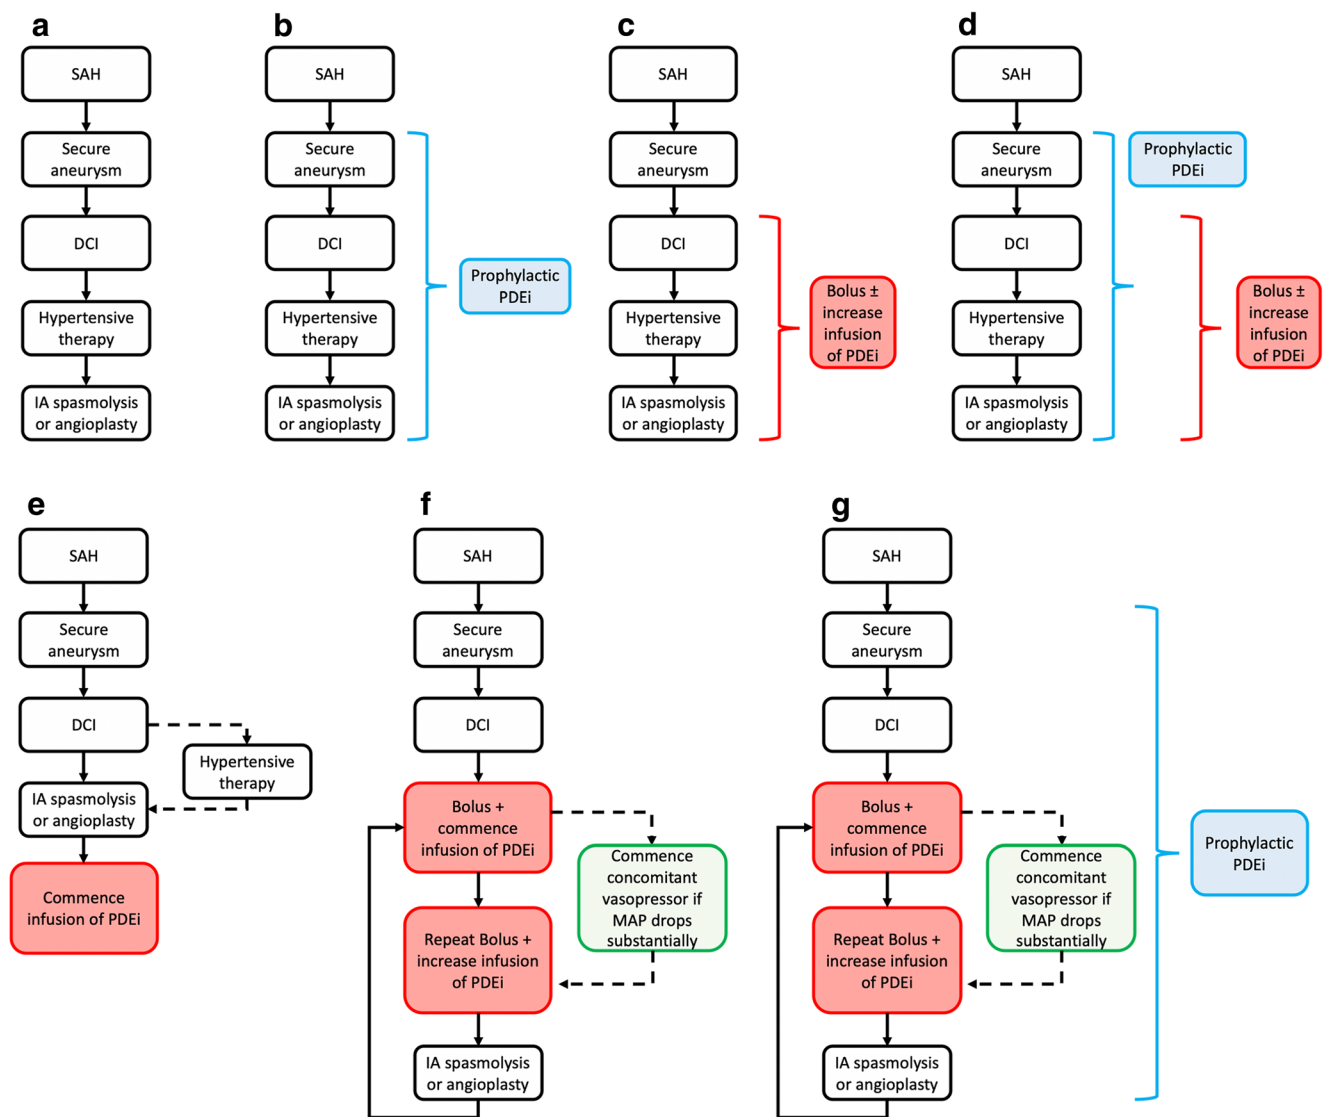 a
SAH
Secure
aneurysm
DCI
Hypertensive
therapy
IA spasmolysis
or angioplasty
b
SAH
Secure
aneurysm
DCI
Hypertensive
therapy
IA spasmolysis
or angioplasty
Prophylactic
PDEi
c
SAH
Secure
aneurysm
DCI
Hypertensive
therapy
IA spasmolysis
or angioplasty
Bolus ±
increase
infusion
of PDEi
d
SAH
Secure
aneurysm
DCI
Hypertensive
therapy
IA spasmolysis
or angioplasty
Prophylactic
PDEi
Bolus ±
increase
infusion
of PDEi
e
SAH
Secure
aneurysm
DCI
Hypertensive
therapy
IA spasmolysis
or angioplasty
Commence
infusion of PDEi
f
SAH
Secure
aneurysm
DCI
Bolus +
commence
infusion of PDEi
Commence
concomitant
vasopressor if
MAP drops
substantially
Repeat Bolus +
increase infusion
of PDEi
IA spasmolysis
or angioplasty
g
SAH
Secure
aneurysm
DCI
Bolus +
commence
infusion of PDEi
Commence
concomitant
vasopressor if
MAP drops
substantially
Repeat Bolus +
increase infusion
of PDEi
IA spasmolysis
or angioplasty
Prophylactic
PDEi